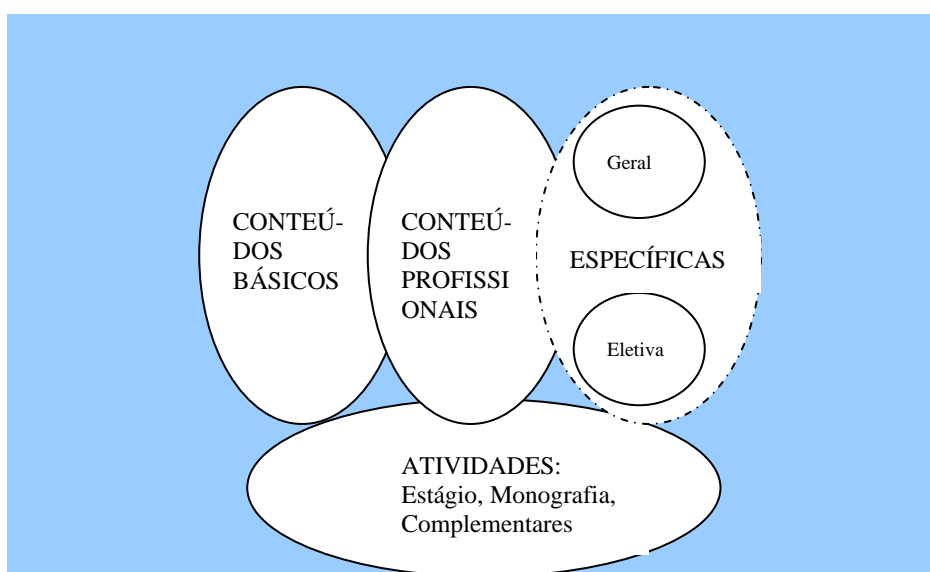 CONTEÚ-
DOS
BÁSICOS
CONTEÚ-
DOS
PROFISSI
ONAIS
Geral
ESPECÍFICAS
Eletiva
ATIVIDADES:
Estágio, Monografia,
Complementares